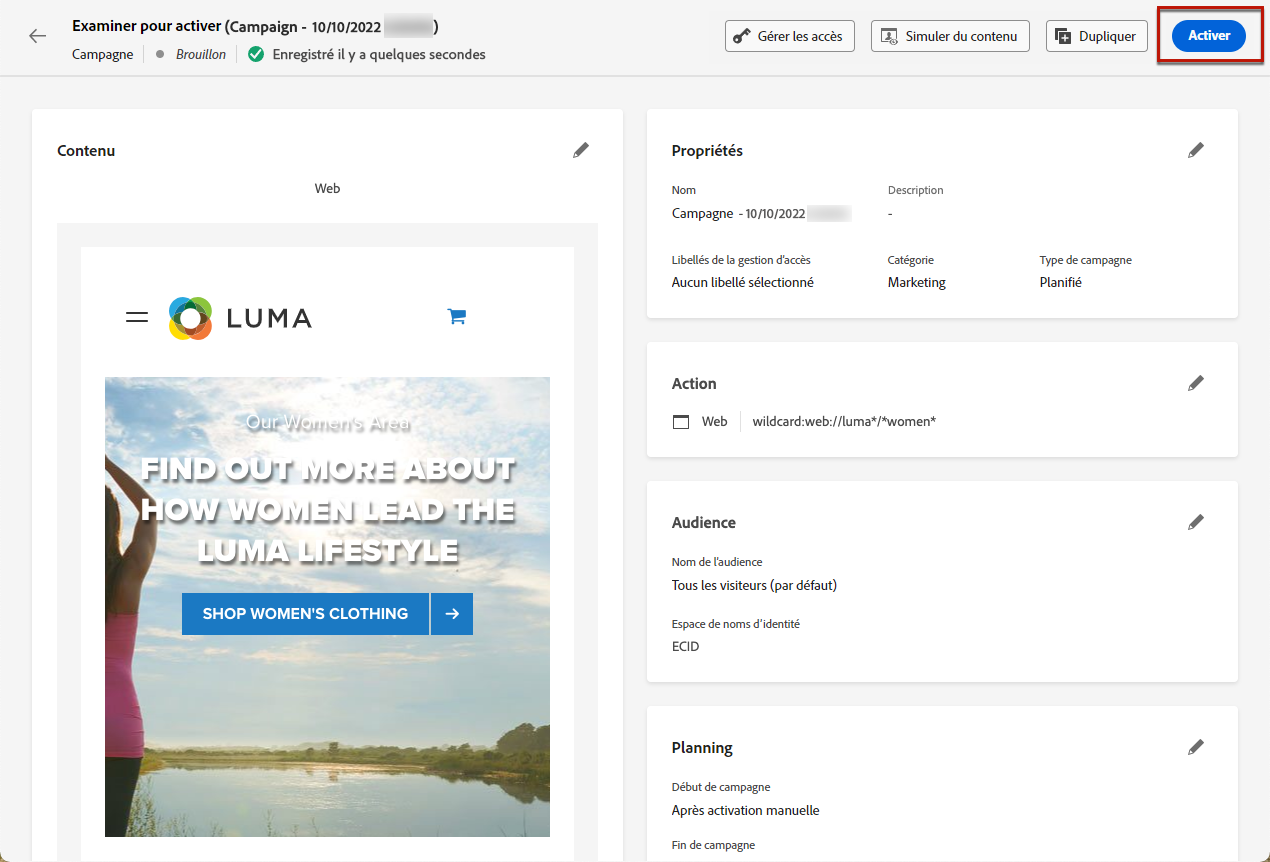 Examiner pour activer (Campaign - 10/10/2022 )
Campagne
Brouillon
Enregistré il y a quelques secondes
Gérer les accès
Simuler du contenu
Dupliquer
Activer
Contenu
Web
LUMA
Our Women's Area
FIND OUT MORE ABOUT
HOW WOMEN LEAD THE
LUMA LIFESTYLE
SHOP WOMEN'S CLOTHING
Propriétés
Nom
Description
Campagne - 10/10/2022
-
Libellés de la gestion d'accès
Catégorie
Type de campagne
Aucun libellé sélectionné
Marketing
Planifié
Action
Web
wildcard:web://luma*/*women*
Audience
Nom de l'audience
Tous les visiteurs (par défaut)
Espace de noms d'identité
ECID
Planning
Début de campagne
Après activation manuelle
Fin de campagne